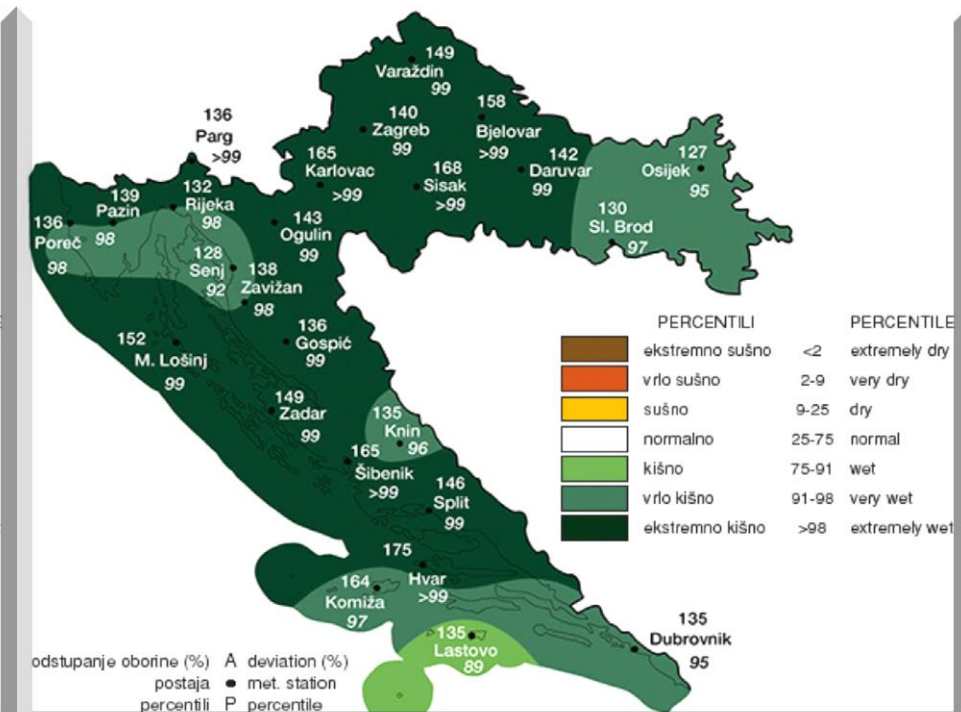 149
Varaždin
99
140
Zagreb
99
158
Bjelovar
>99
136
Parg
>99
165
Karlovac
>99
168
Sisak
>99
142
Daruvar
99
127
Osijek
95
130
Sl. Brod
97
139
Pazin
98
132
Rijeka
98
136
Poreč
98
143
Ogulin
99
128
Senj
92
138
Zavižan
98
136
Gospić
99
152
M. Lošinj
99
149
Zadar
99
135
Knin
96
165
Šibenik
>99
146
Split
99
175
Hvar
>99
164
Komiža
97
135
Lastovo
89
135
Dubrovnik
95
PERCENTILI PERCENTILE
ekstremno sušno <2 extremely dry
vrlo sušno 2-9 very dry
sušno 9-25 dry
normalno 25-75 normal
kišno 75-91 wet
vrlo kišno 91-98 very wet
ekstremno kišno >98 extremely wet
odstupanje oborine (%) A deviation (%)
postaja met. station
percentili P percentile